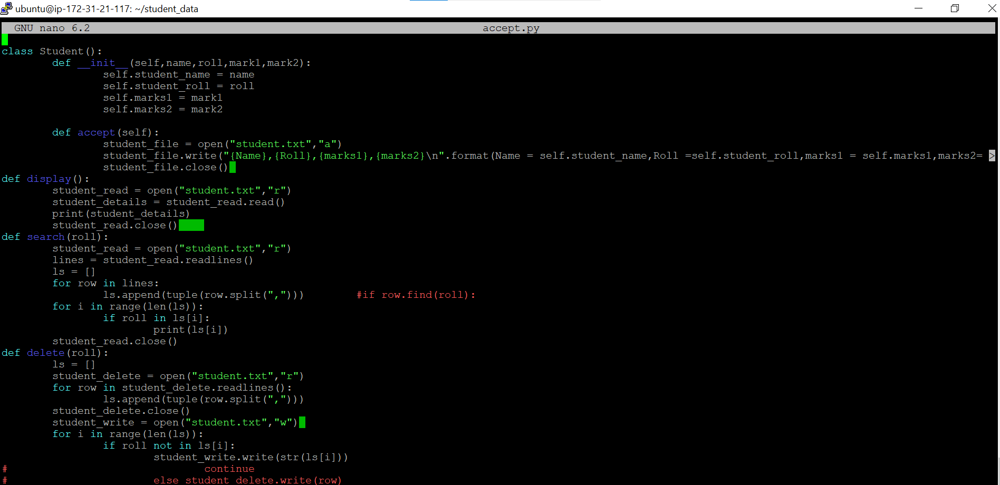 ubuntu@ip-172-31-21-117: ~/student_data
GNU nano 6.2 accept.py
class Student():
        def __init__(self,name,roll,mark1,mark2):
                self.student_name = name
                self.student_roll = roll
                self.marks1 = mark1
                self.marks2 = mark2
        def accept(self):
                student_file = open("student.txt","a")
                student_file.write("{Name},{Roll},{marks1},{marks2}\n".format(Name = self.student_name,Roll =self.student_roll,marks1 = self.marks1,marks2= >
                student_file.close()
def display():
        student_read = open("student.txt","r")
        student_details = student_read.read()
        print(student_details)
        student_read.close()
def search(roll):
        student_read = open("student.txt","r")
        lines = student_read.readlines()
        ls = []
        for row in lines:
                ls.append(tuple(row.split(",")))        #if row.find(roll):
        for i in range(len(ls)):
                if roll in ls[i]:
                        print(ls[i])
        student_read.close()
def delete(roll):
        ls = []
        student_delete = open("student.txt","r")
        for row in student_delete.readlines():
                ls.append(tuple(row.split(",")))
        student_delete.close()
        student_write = open("student.txt","w")
        for i in range(len(ls)):
                if roll not in ls[i]:
                        student_write.write(str(ls[i]))
#                               continue
#                       else student_delete.write(row)